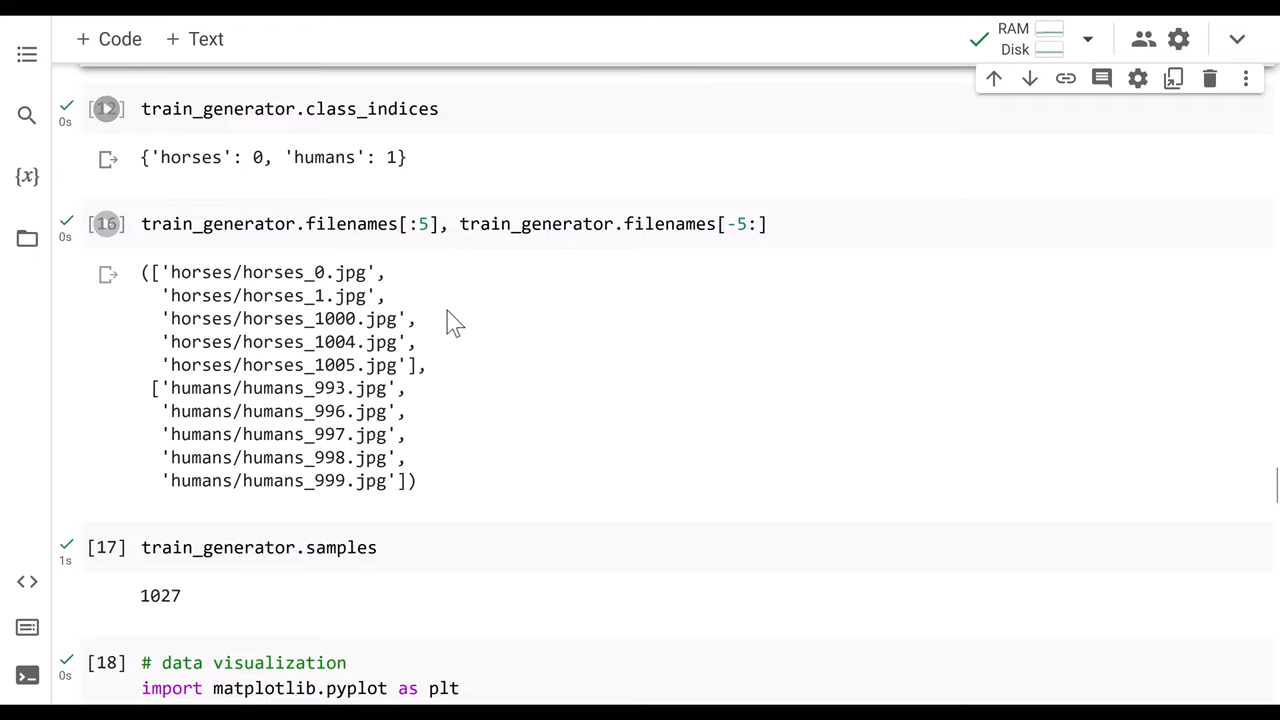 + Code + Text
RAM
Disk
[12] train_generator.class_indices
0s
{'horses': 0, 'humans': 1}
{x}
[16] train_generator.filenames[:5], train_generator.filenames[-5:]
0s
(['horses/horses_0.jpg',
'horses/horses_1.jpg',
'horses/horses_1000.jpg',
'horses/horses_1004.jpg',
'horses/horses_1005.jpg'],
['humans/humans_993.jpg',
'humans/humans_996.jpg',
'humans/humans_997.jpg',
'humans/humans_998.jpg',
'humans/humans_999.jpg'])
[17] train_generator.samples
1s
1027
[18] # data visualization
0s
import matplotlib.pyplot as plt